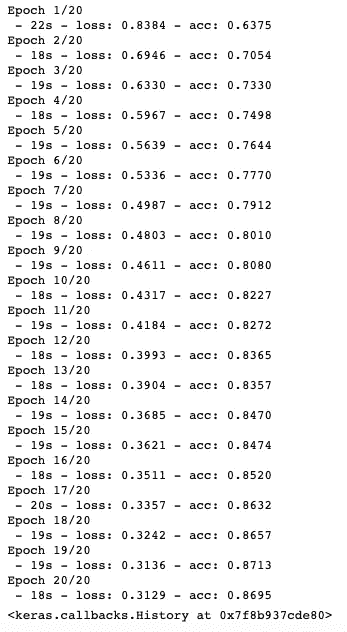 Epoch 1/20
 - 22s - loss: 0.8384 - acc: 0.6375
Epoch 2/20
 - 18s - loss: 0.6946 - acc: 0.7054
Epoch 3/20
 - 19s - loss: 0.6330 - acc: 0.7330
Epoch 4/20
 - 18s - loss: 0.5967 - acc: 0.7498
Epoch 5/20
 - 19s - loss: 0.5639 - acc: 0.7644
Epoch 6/20
 - 19s - loss: 0.5336 - acc: 0.7770
Epoch 7/20
 - 19s - loss: 0.4987 - acc: 0.7912
Epoch 8/20
 - 19s - loss: 0.4803 - acc: 0.8010
Epoch 9/20
 - 19s - loss: 0.4611 - acc: 0.8080
Epoch 10/20
 - 18s - loss: 0.4317 - acc: 0.8227
Epoch 11/20
 - 19s - loss: 0.4184 - acc: 0.8272
Epoch 12/20
 - 18s - loss: 0.3993 - acc: 0.8365
Epoch 13/20
 - 18s - loss: 0.3904 - acc: 0.8357
Epoch 14/20
 - 19s - loss: 0.3685 - acc: 0.8470
Epoch 15/20
 - 19s - loss: 0.3621 - acc: 0.8474
Epoch 16/20
 - 18s - loss: 0.3511 - acc: 0.8520
Epoch 17/20
 - 20s - loss: 0.3357 - acc: 0.8632
Epoch 18/20
 - 19s - loss: 0.3242 - acc: 0.8657
Epoch 19/20
 - 19s - loss: 0.3136 - acc: 0.8713
Epoch 20/20
 - 18s - loss: 0.3129 - acc: 0.8695
<keras.callbacks.History at 0x7f8b937cde80>